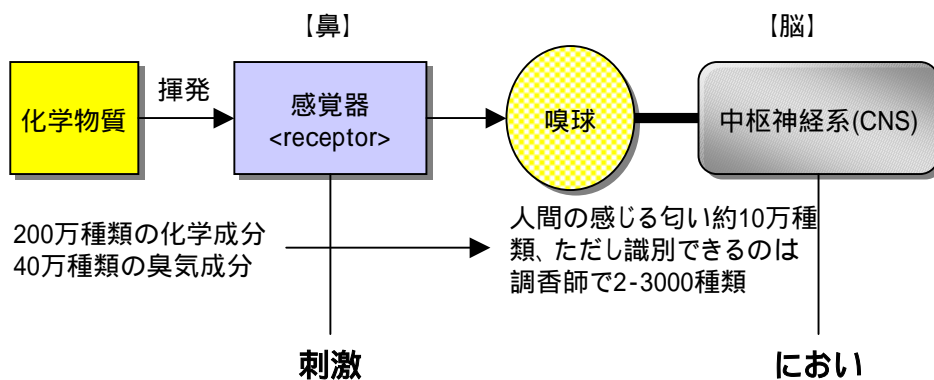 【鼻】
【脳】
化学物質
揮発
感覚器
<receptor>
嗅球
中枢神経系(CNS)
200万種類の化学成分
40万種類の臭気成分
人間の感じる匂い約10万種
類、ただし識別できるのは
調香師で2-3000種類
刺激
におい